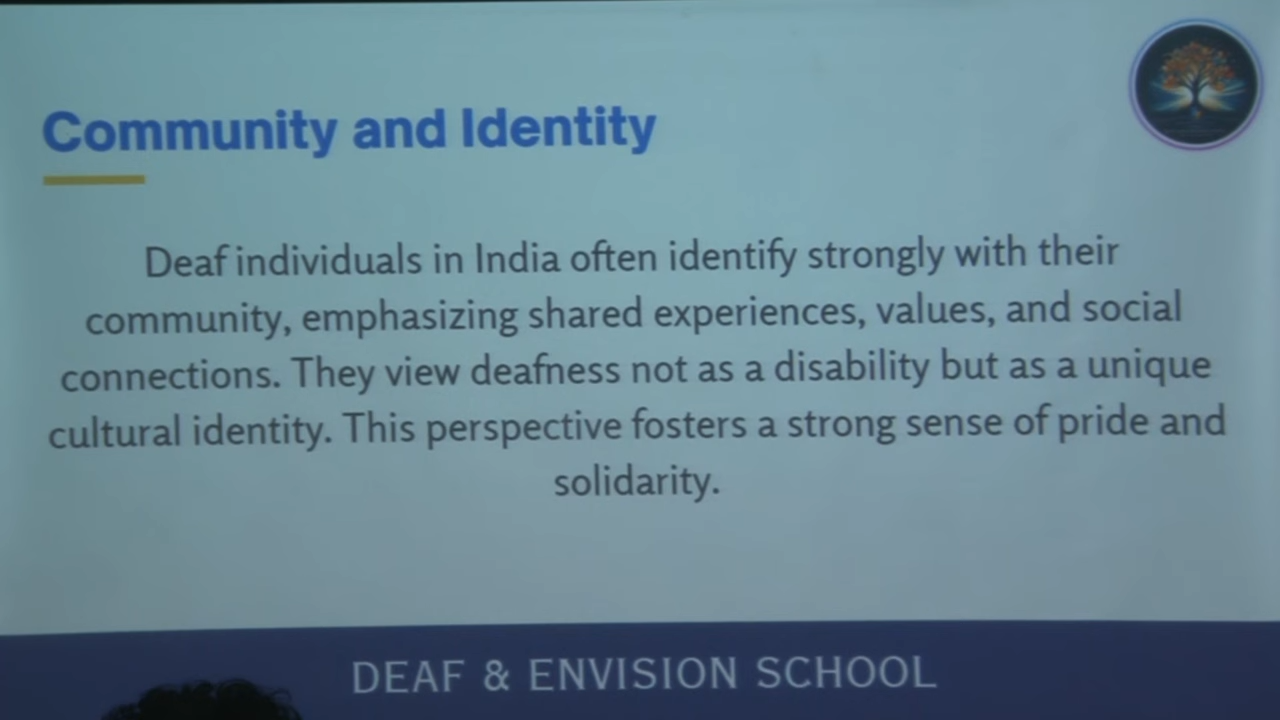 Community and Identity
Deaf individuals in India often identify strongly with their
community, emphasizing shared experiences, values, and social
connections. They view deafness not as a disability but as a unique
cultural identity. This perspective fosters a strong sense of pride and
solidarity.
DEAF & ENVISION SCHOOL